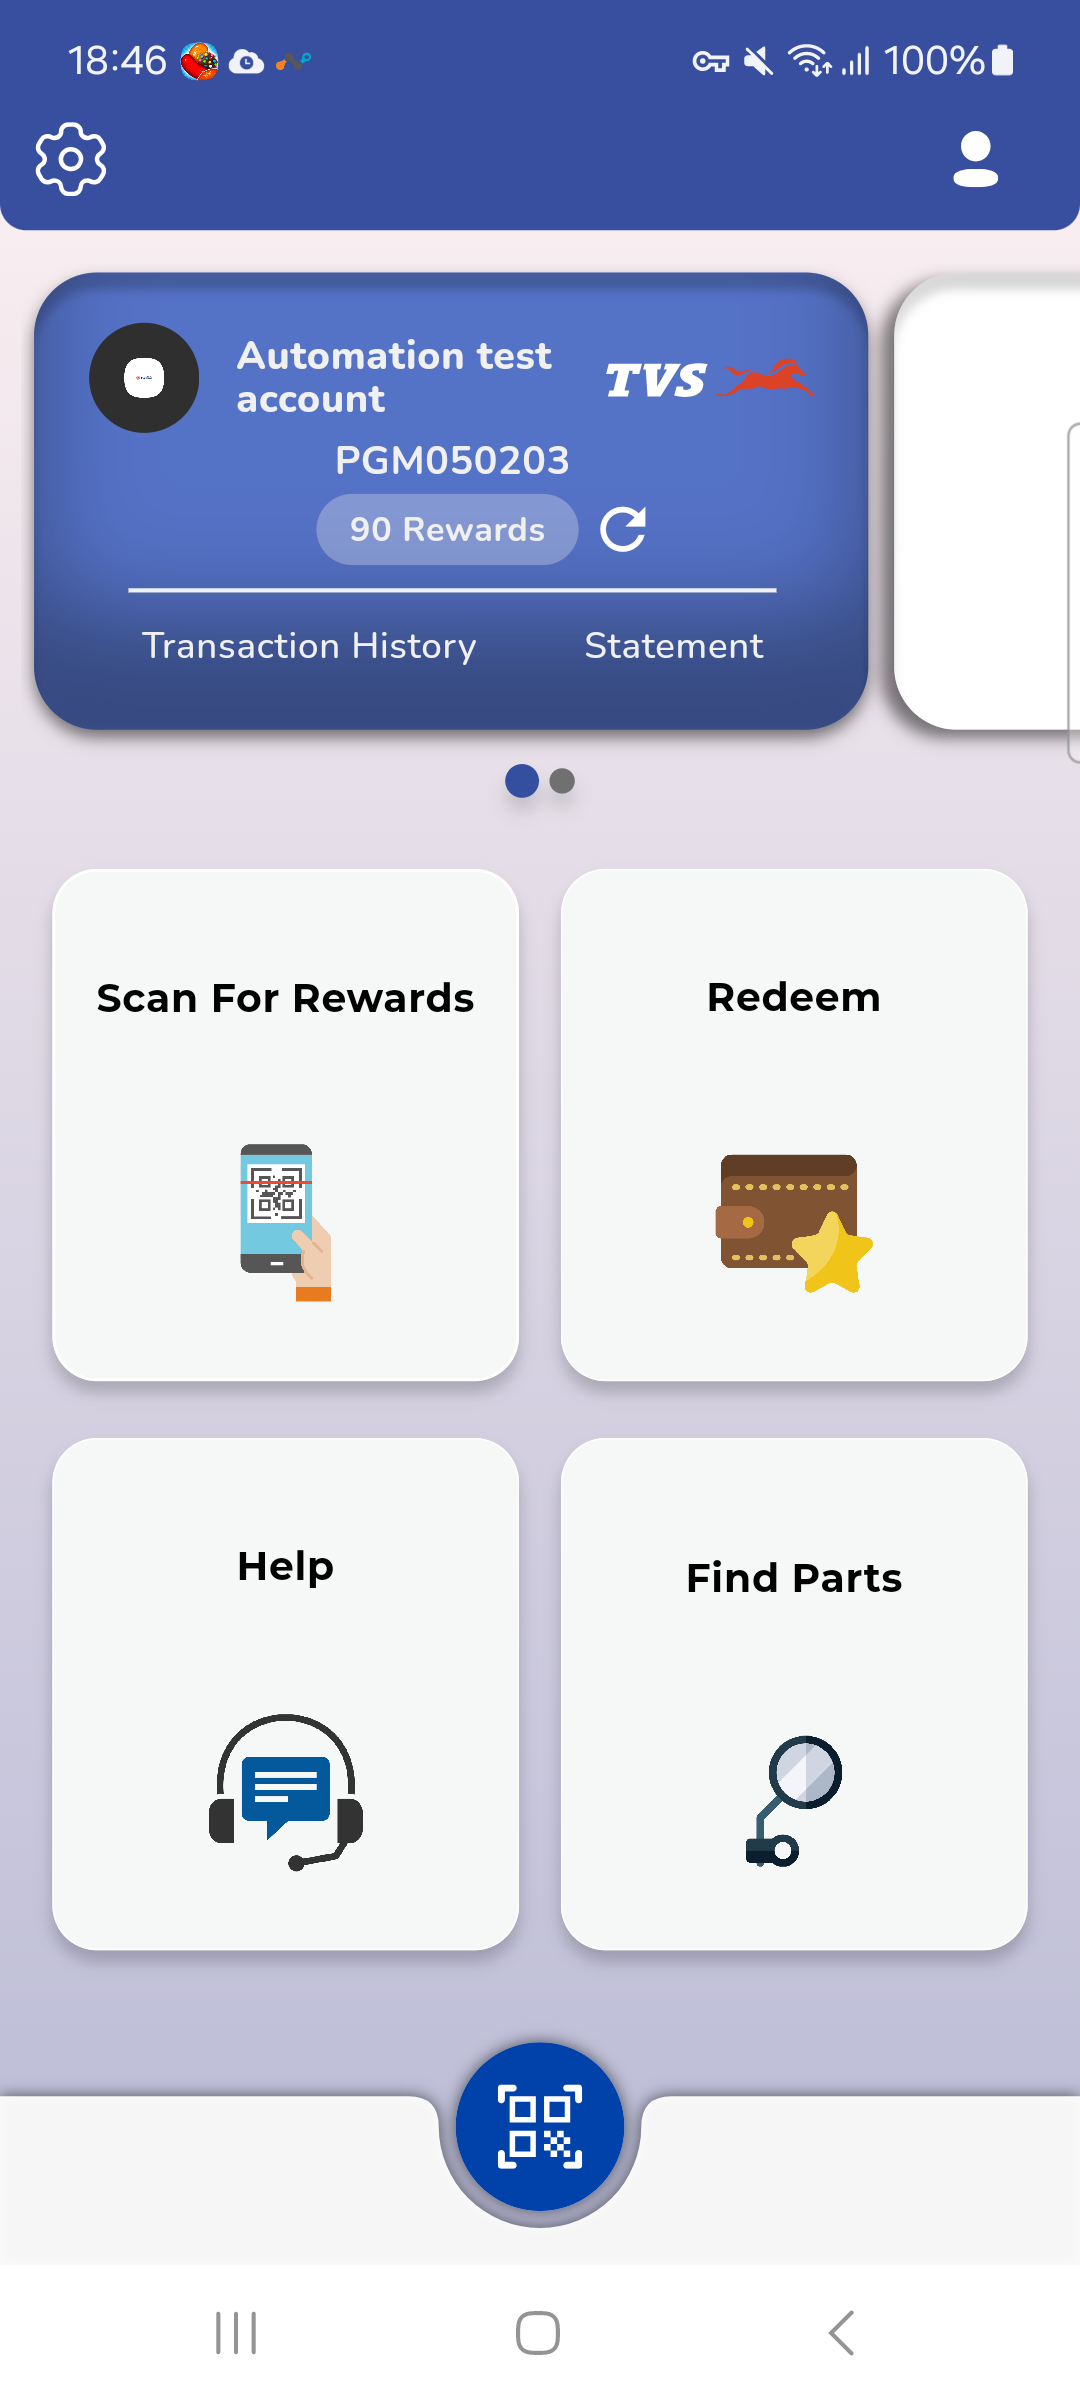 18:46
100%
Automation test
account
TVS
PGM050203
90 Rewards
Transaction History
Statement
Scan For Rewards
Redeem
Help
Find Parts